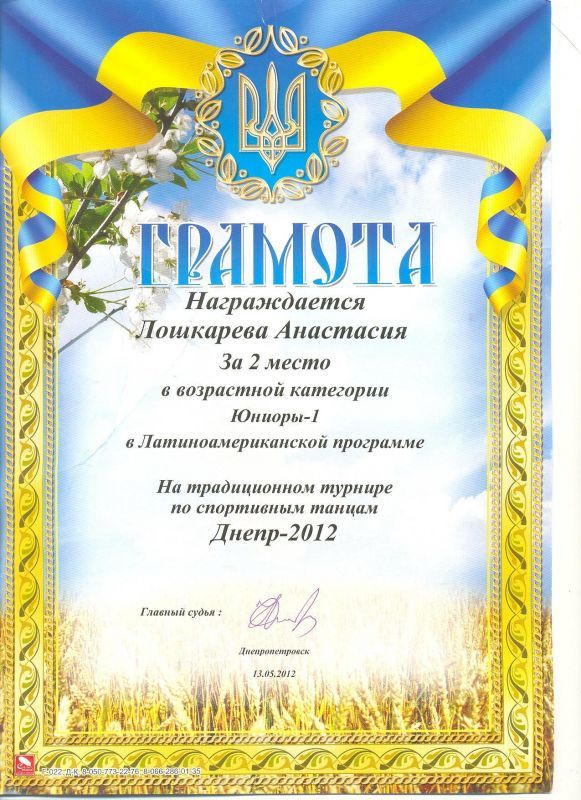 ГРАМОТА
Награждается
Лошкарева Анастасия
За 2 место
в возрастной категории
Юниоры-1
в Латиноамериканской программе
На традиционном турнире
по спортивным танцам
Днепр-2012
Главный судья :
Днепропетровск
13.05.2012